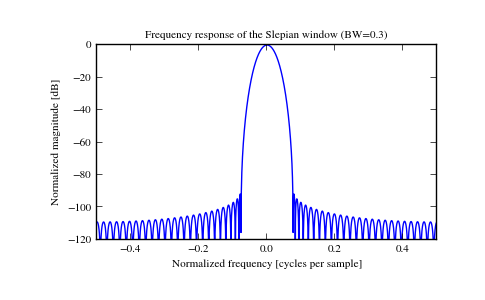 Frequency response of the Slepian window (BW=0.3)
Normalized magnitude [dB]
0
−20
−40
−60
−80
−100
−120
−0.4 −0.2 0.0 0.2 0.4
Normalized frequency [cycles per sample]